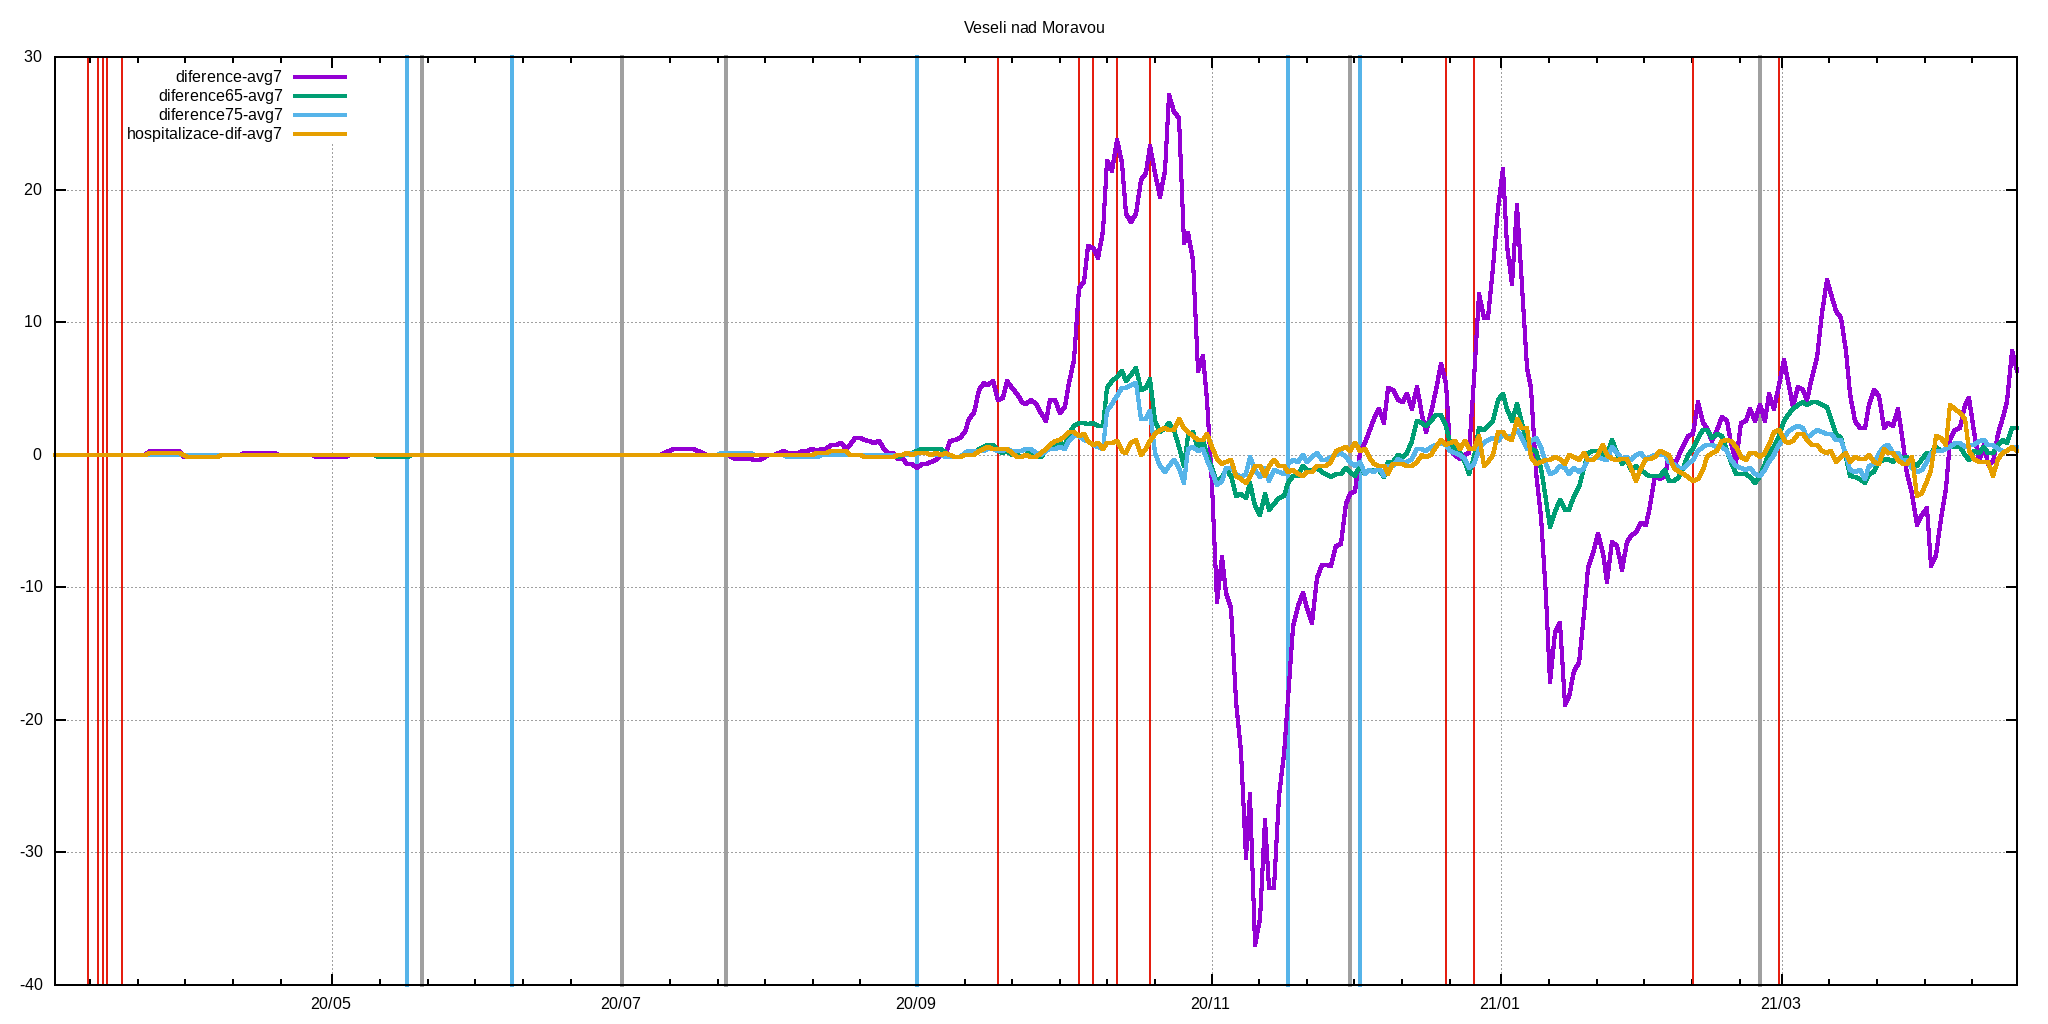 Veseli nad Moravou
30
20
10
0
-10
-20
-30
-40
diference-avg7
diference65-avg7
diference75-avg7
hospitalizace-dif-avg7
20/05 20/07 20/09 20/11 21/01 21/03